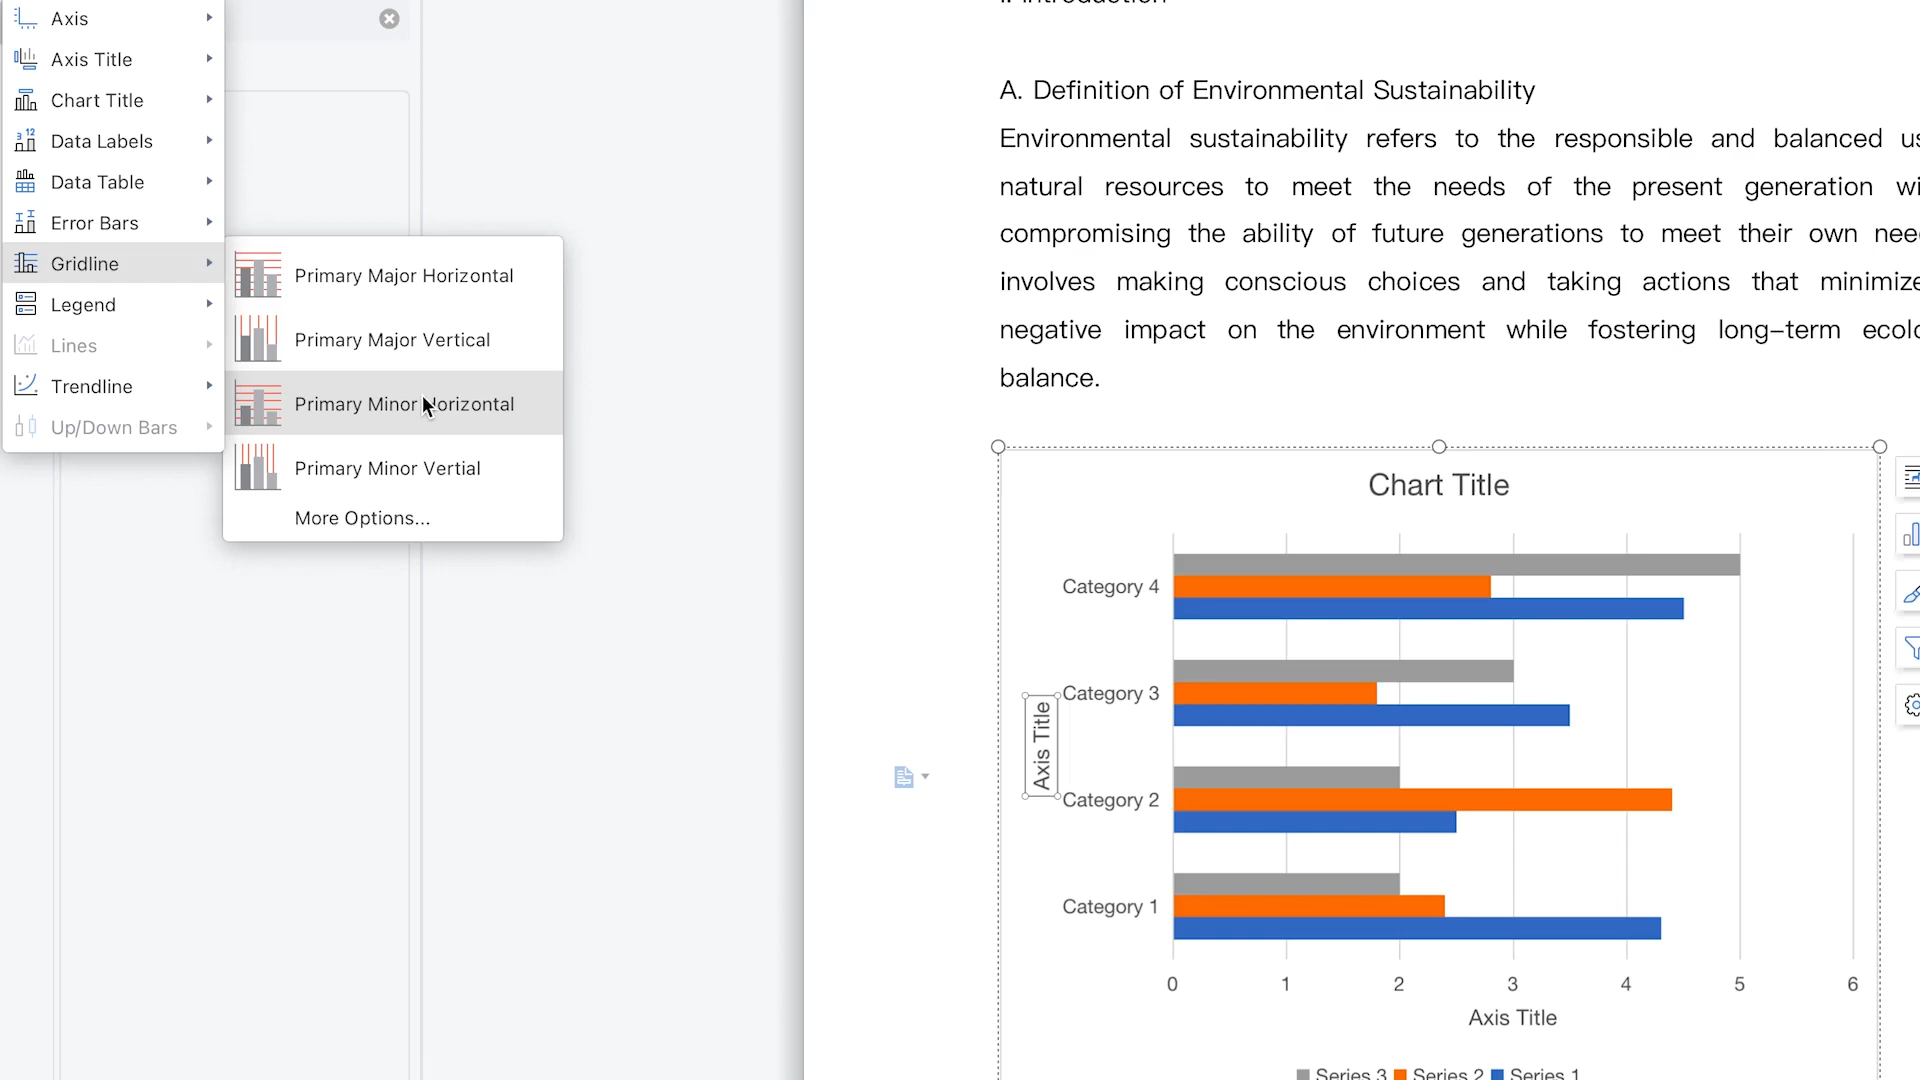 Axis
Axis Title
Chart Title
Data Labels
Data Table
Error Bars
Gridline
Legend
Lines
Trendline
Up/Down Bars
Primary Major Horizontal
Primary Major Vertical
Primary Minor Horizontal
Primary Minor Vertial
More Options...
A. Definition of Environmental Sustainability
Environmental sustainability refers to the responsible and balanced
natural resources to meet the needs of the present generation
compromising the ability of future generations to meet their own
involves making conscious choices and taking actions that minimize
negative impact on the environment while fostering long-term
balance.
Chart Title
Category 4
Category 3
Category 2
Category 1
Axis Title
0 1 2 3 4 5 6
Axis Title
Series 3 Series 2 Series 1